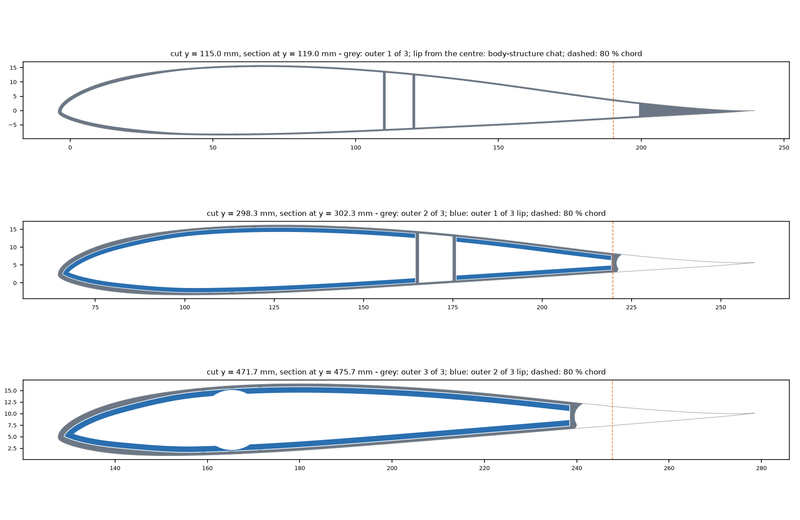 cut y = 115.0 mm, section at y = 119.0 mm - grey: outer 1 of 3; lip from the centre: body-structure chat; dashed: 80 % chord
15
10
5
0
−5
0 50 100 150 200 250
cut y = 298.3 mm, section at y = 302.3 mm - grey: outer 2 of 3; blue: outer 1 of 3 lip; dashed: 80 % chord
15
10
5
0
75 100 125 150 175 200 225 250
cut y = 471.7 mm, section at y = 475.7 mm - grey: outer 3 of 3; blue: outer 2 of 3 lip; dashed: 80 % chord
15.0
12.5
10.0
7.5
5.0
2.5
140 160 180 200 220 240 260 280